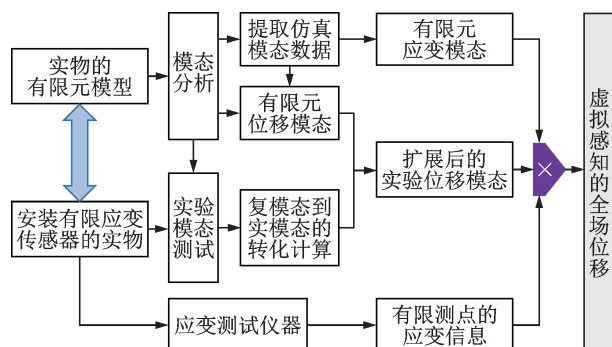 实物的
有限元模型
模态
分析
提取仿真
模态数据
有限元
应变模态
有限元
位移模态
扩展后的
实验位移模态
安装有限应变
传感器的实物
实验
模态
测试
复模态到
实模态的
转化计算
应变测试仪器
有限测点的
应变信息
×
虚拟感知的全场位移